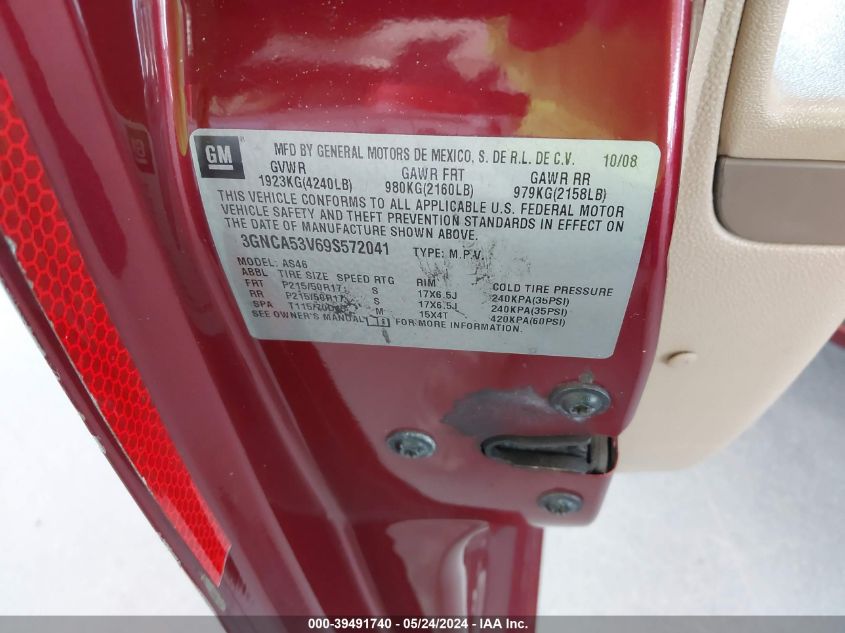 GM
MFD BY GENERAL MOTORS DE MEXICO, S. DE R.L. DE C.V. 10/08
GVWR GAWR FRT GAWR RR
1923KG(4240LB) 980KG(2160LB) 979KG(2158LB)
THIS VEHICLE CONFORMS TO ALL APPLICABLE U.S. FEDERAL MOTOR
VEHICLE SAFETY AND THEFT PREVENTION STANDARDS IN EFFECT ON
THE DATE OF MANUFACTURE SHOWN ABOVE.
3GNCA53V69S572041 TYPE: M.P.V.
MODEL: AS46
ABBL TIRE SIZE SPEED RTG RIM COLD TIRE PRESSURE
FRT P215/50R17 S 17X6.5J 240KPA(35PSI)
RR P215/50R17 S 17X6.5J 240KPA(35PSI)
SPA M 15X4T 420KPA(60PSI)
SEE OWNER'S MANUAL FOR MORE INFORMATION.
000-39491740 - 05/24/2024 - IAA Inc.